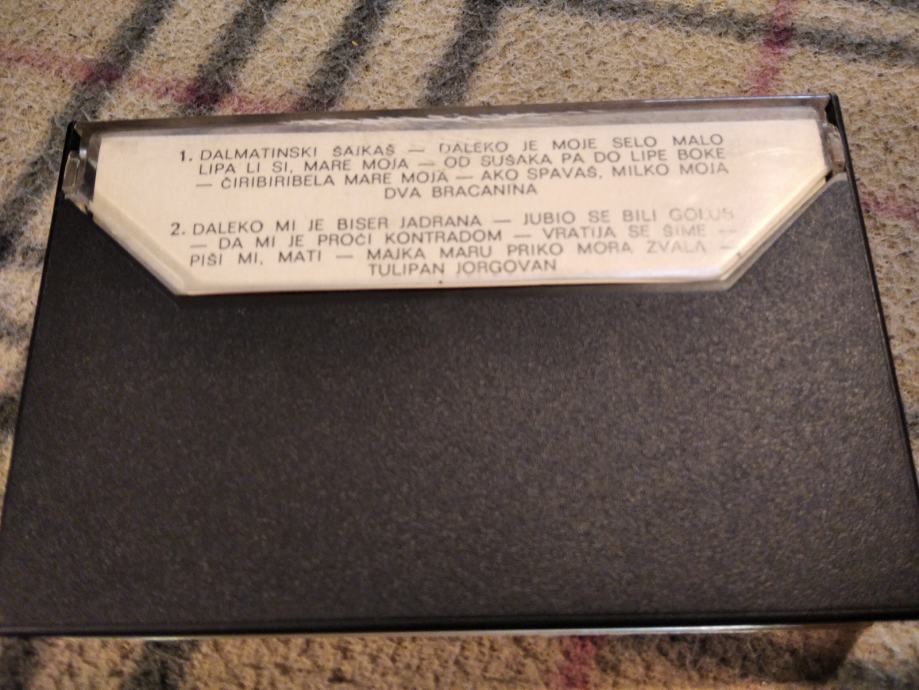 1. DALMATINSKI ŠAJKAŠ — DALEKO JE MOJE SELO MALO
LIPA LI SI, MARE MOJA — OD SUŠAKA PA DO LIPE BOKE
— ČIRIBIRIBELA MARE MOJA — AKO SPAVAŠ, MILKO MOJA
DVA BRACANINA
2. DALEKO MI JE BISER JADRANA — JUBIO SE BILI GOLUB
— DA MI JE PROĆI KONTRADOM — VRATIJA SE ŠIME —
PIŠI MI, MATI — MAJKA MARU PRIKO MORA ZVALA —
TULIPAN JORGOVAN